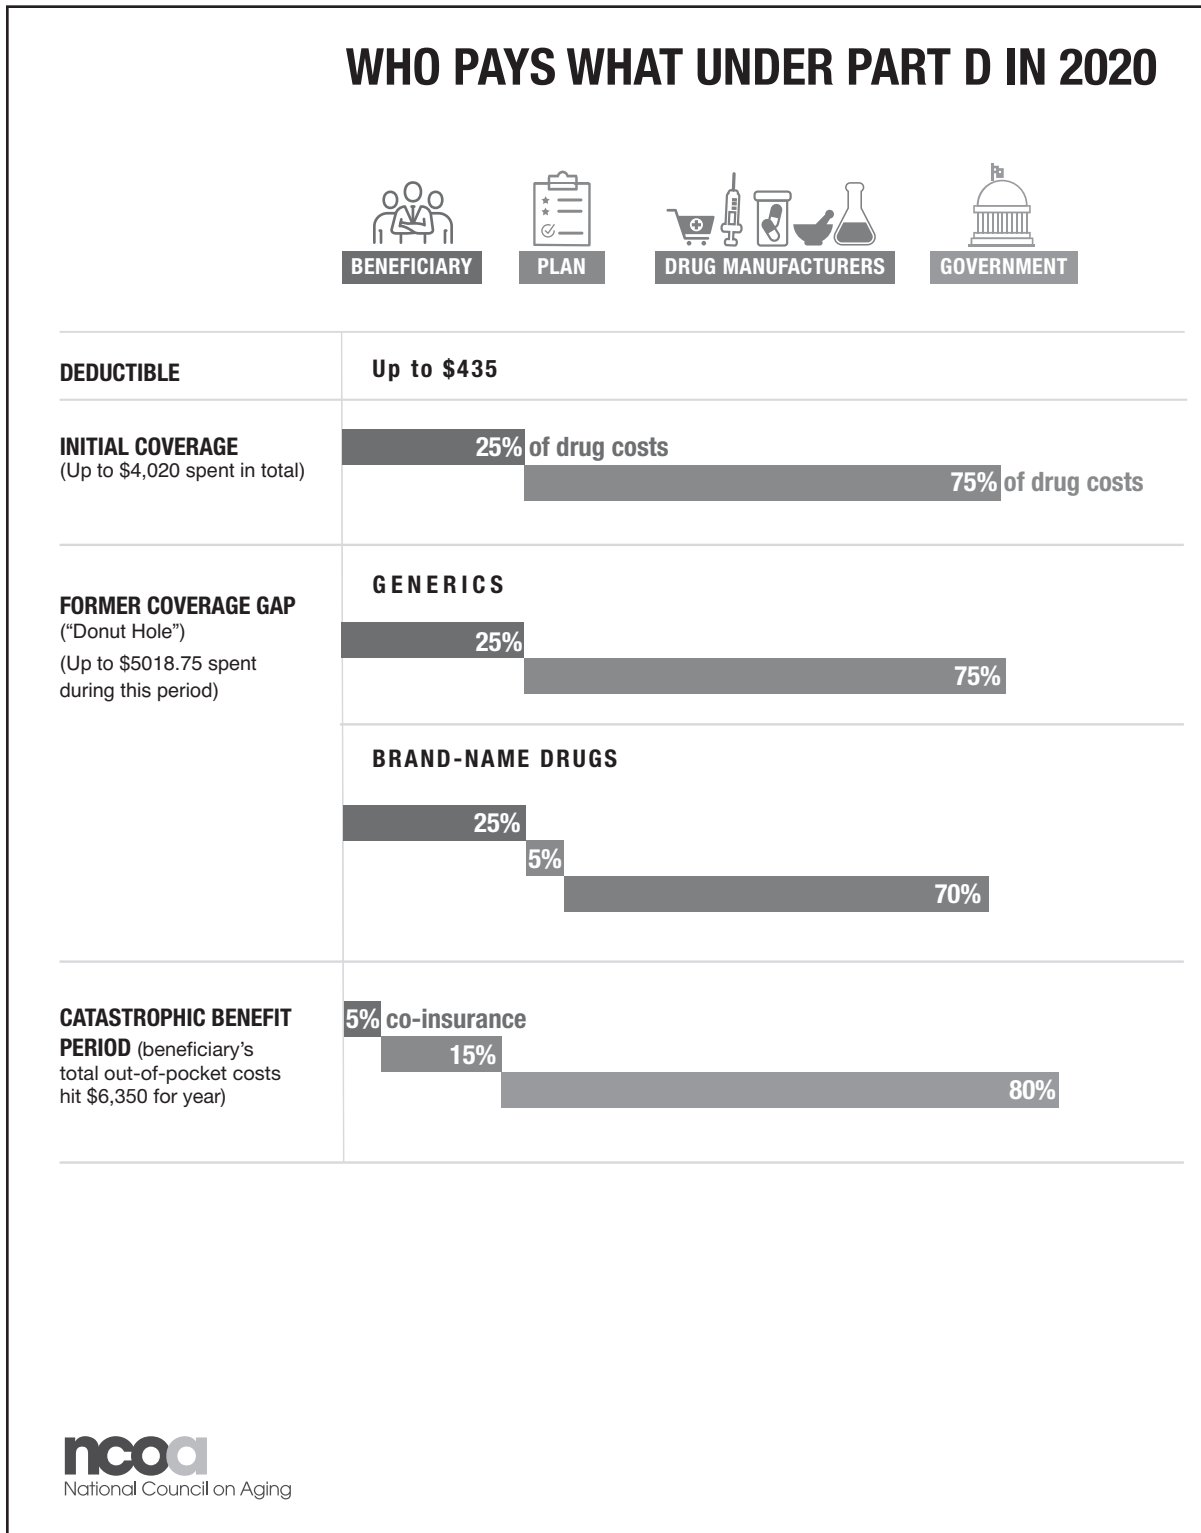 WHO PAYS WHAT UNDER PART D IN 2020
BENEFICIARY
PLAN
DRUG MANUFACTURERS
GOVERNMENT
DEDUCTIBLE
Up to $435
INITIAL COVERAGE
(Up to $4,020 spent in total)
25% of drug costs
75% of drug costs
FORMER COVERAGE GAP
(“Donut Hole”)
(Up to $5018.75 spent
during this period)
GENERICS
25%
75%
BRAND-NAME DRUGS
25%
5%
70%
CATASTROPHIC BENEFIT
PERIOD (beneficiary’s
total out-of-pocket costs
hit $6,350 for year)
5% co-insurance
15%
80%
ncoa
National Council on Aging